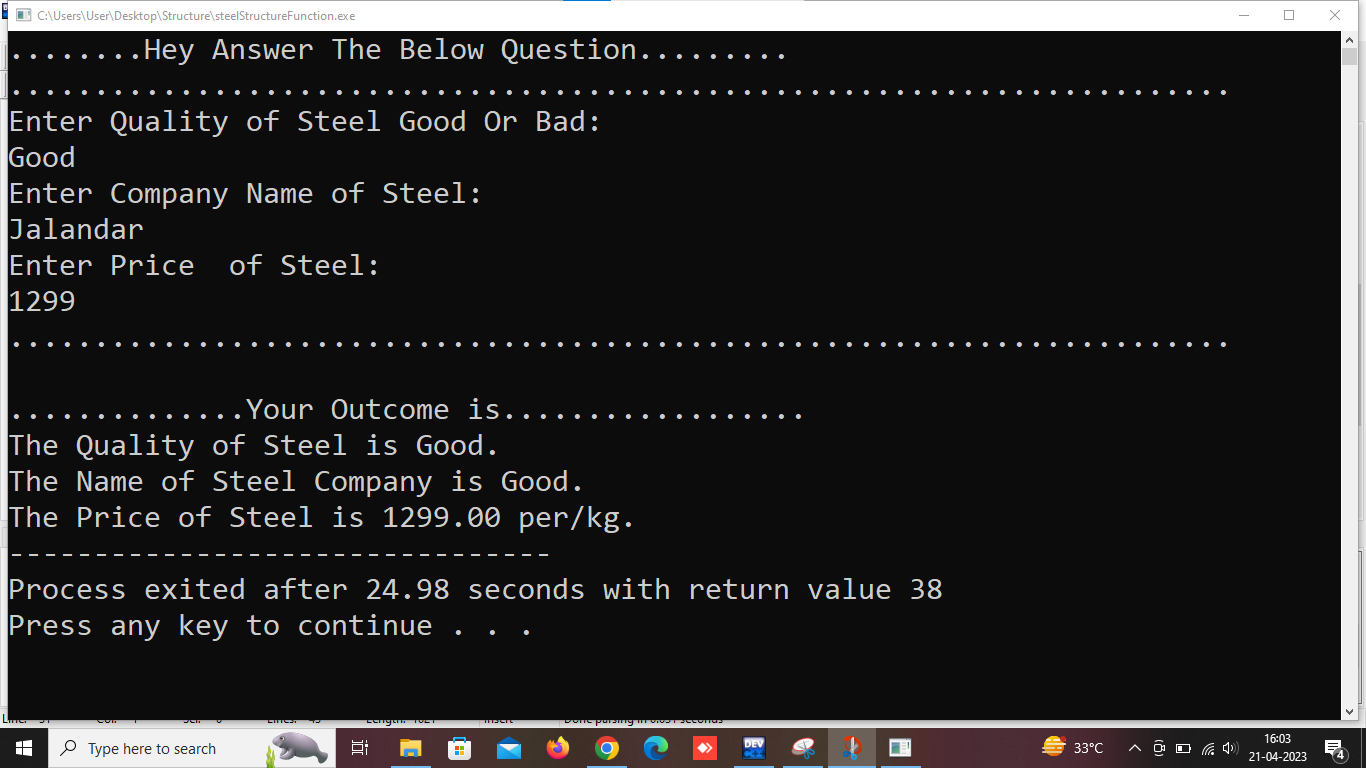 C:\Users\User\Desktop\Structure\steelStructureFunction.exe
........Hey Answer The Below Question.........
........................................................................
Enter Quality of Steel Good Or Bad:
Good
Enter Company Name of Steel:
Jalandar
Enter Price  of Steel:
1299
........................................................................
..............Your Outcome is..................
The Quality of Steel is Good.
The Name of Steel Company is Good.
The Price of Steel is 1299.00 per/kg.
--------------------------------
Process exited after 24.98 seconds with return value 38
Press any key to continue . . .
Type here to search
DEV
33°C
16:03
21-04-2023
4